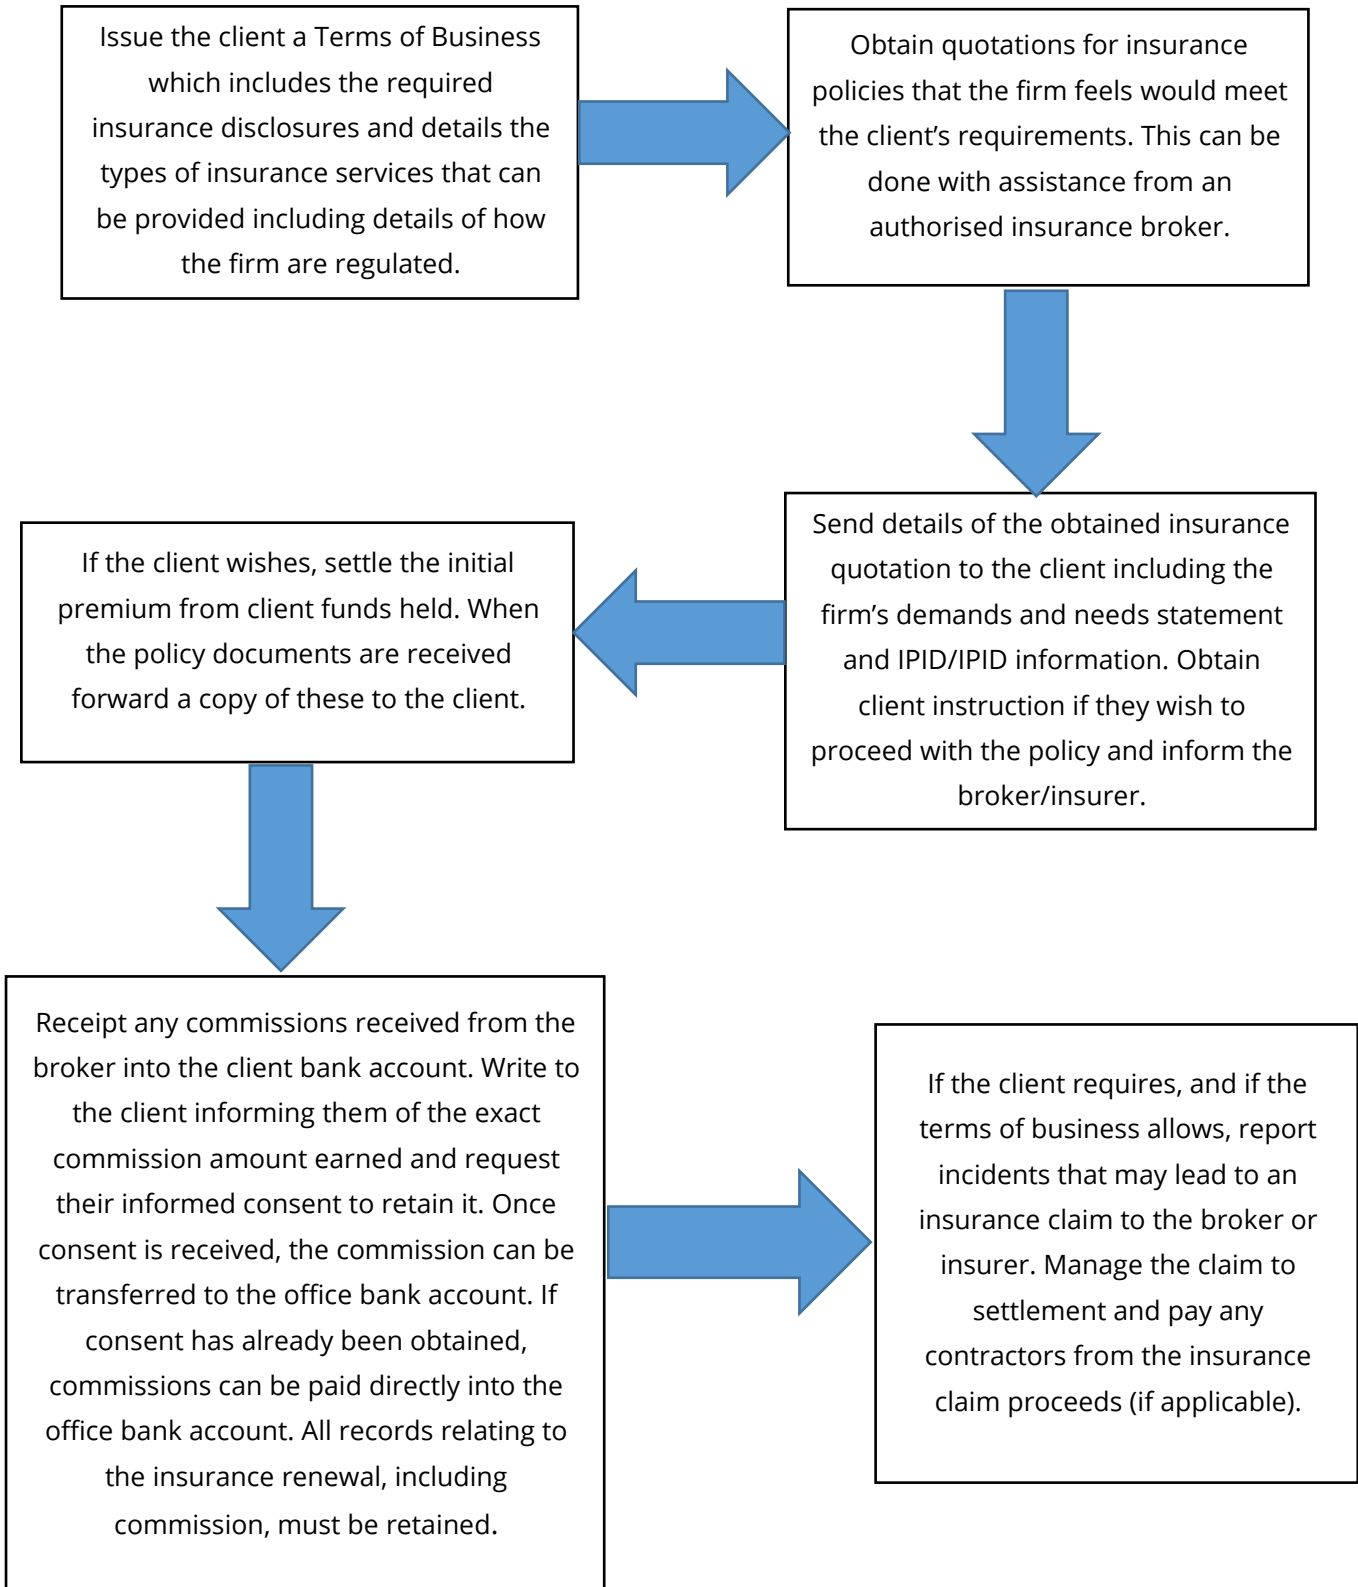 Issue the client a Terms of Business
which includes the required
insurance disclosures and details the
types of insurance services that can
be provided including details of how
the firm are regulated.
Obtain quotations for insurance
policies that the firm feels would meet
the client’s requirements. This can be
done with assistance from an
authorised insurance broker.
Send details of the obtained insurance
quotation to the client including the
firm’s demands and needs statement
and IPID/IPID information. Obtain
client instruction if they wish to
proceed with the policy and inform the
broker/insurer.
If the client wishes, settle the initial
premium from client funds held. When
the policy documents are received
forward a copy of these to the client.
Receipt any commissions received from the
broker into the client bank account. Write to
the client informing them of the exact
commission amount earned and request
their informed consent to retain it. Once
consent is received, the commission can be
transferred to the office bank account. If
consent has already been obtained,
commissions can be paid directly into the
office bank account. All records relating to
the insurance renewal, including
commission, must be retained.
If the client requires, and if the
terms of business allows, report
incidents that may lead to an
insurance claim to the broker or
insurer. Manage the claim to
settlement and pay any
contractors from the insurance
claim proceeds (if applicable).